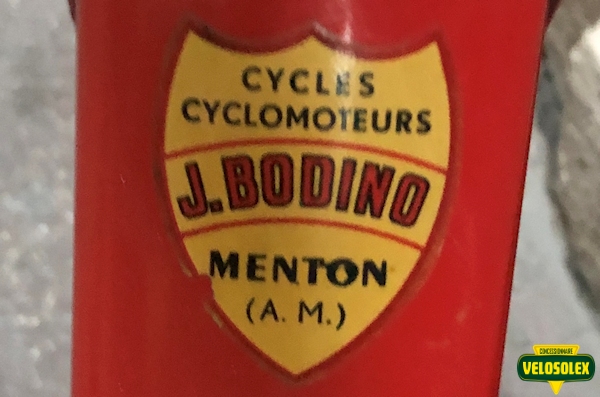 CYCLES
CYCLOMOTEURS
J. BODINO
MENTON
(A. M.)
CONCESSIONNAIRE
VELOSOLEX